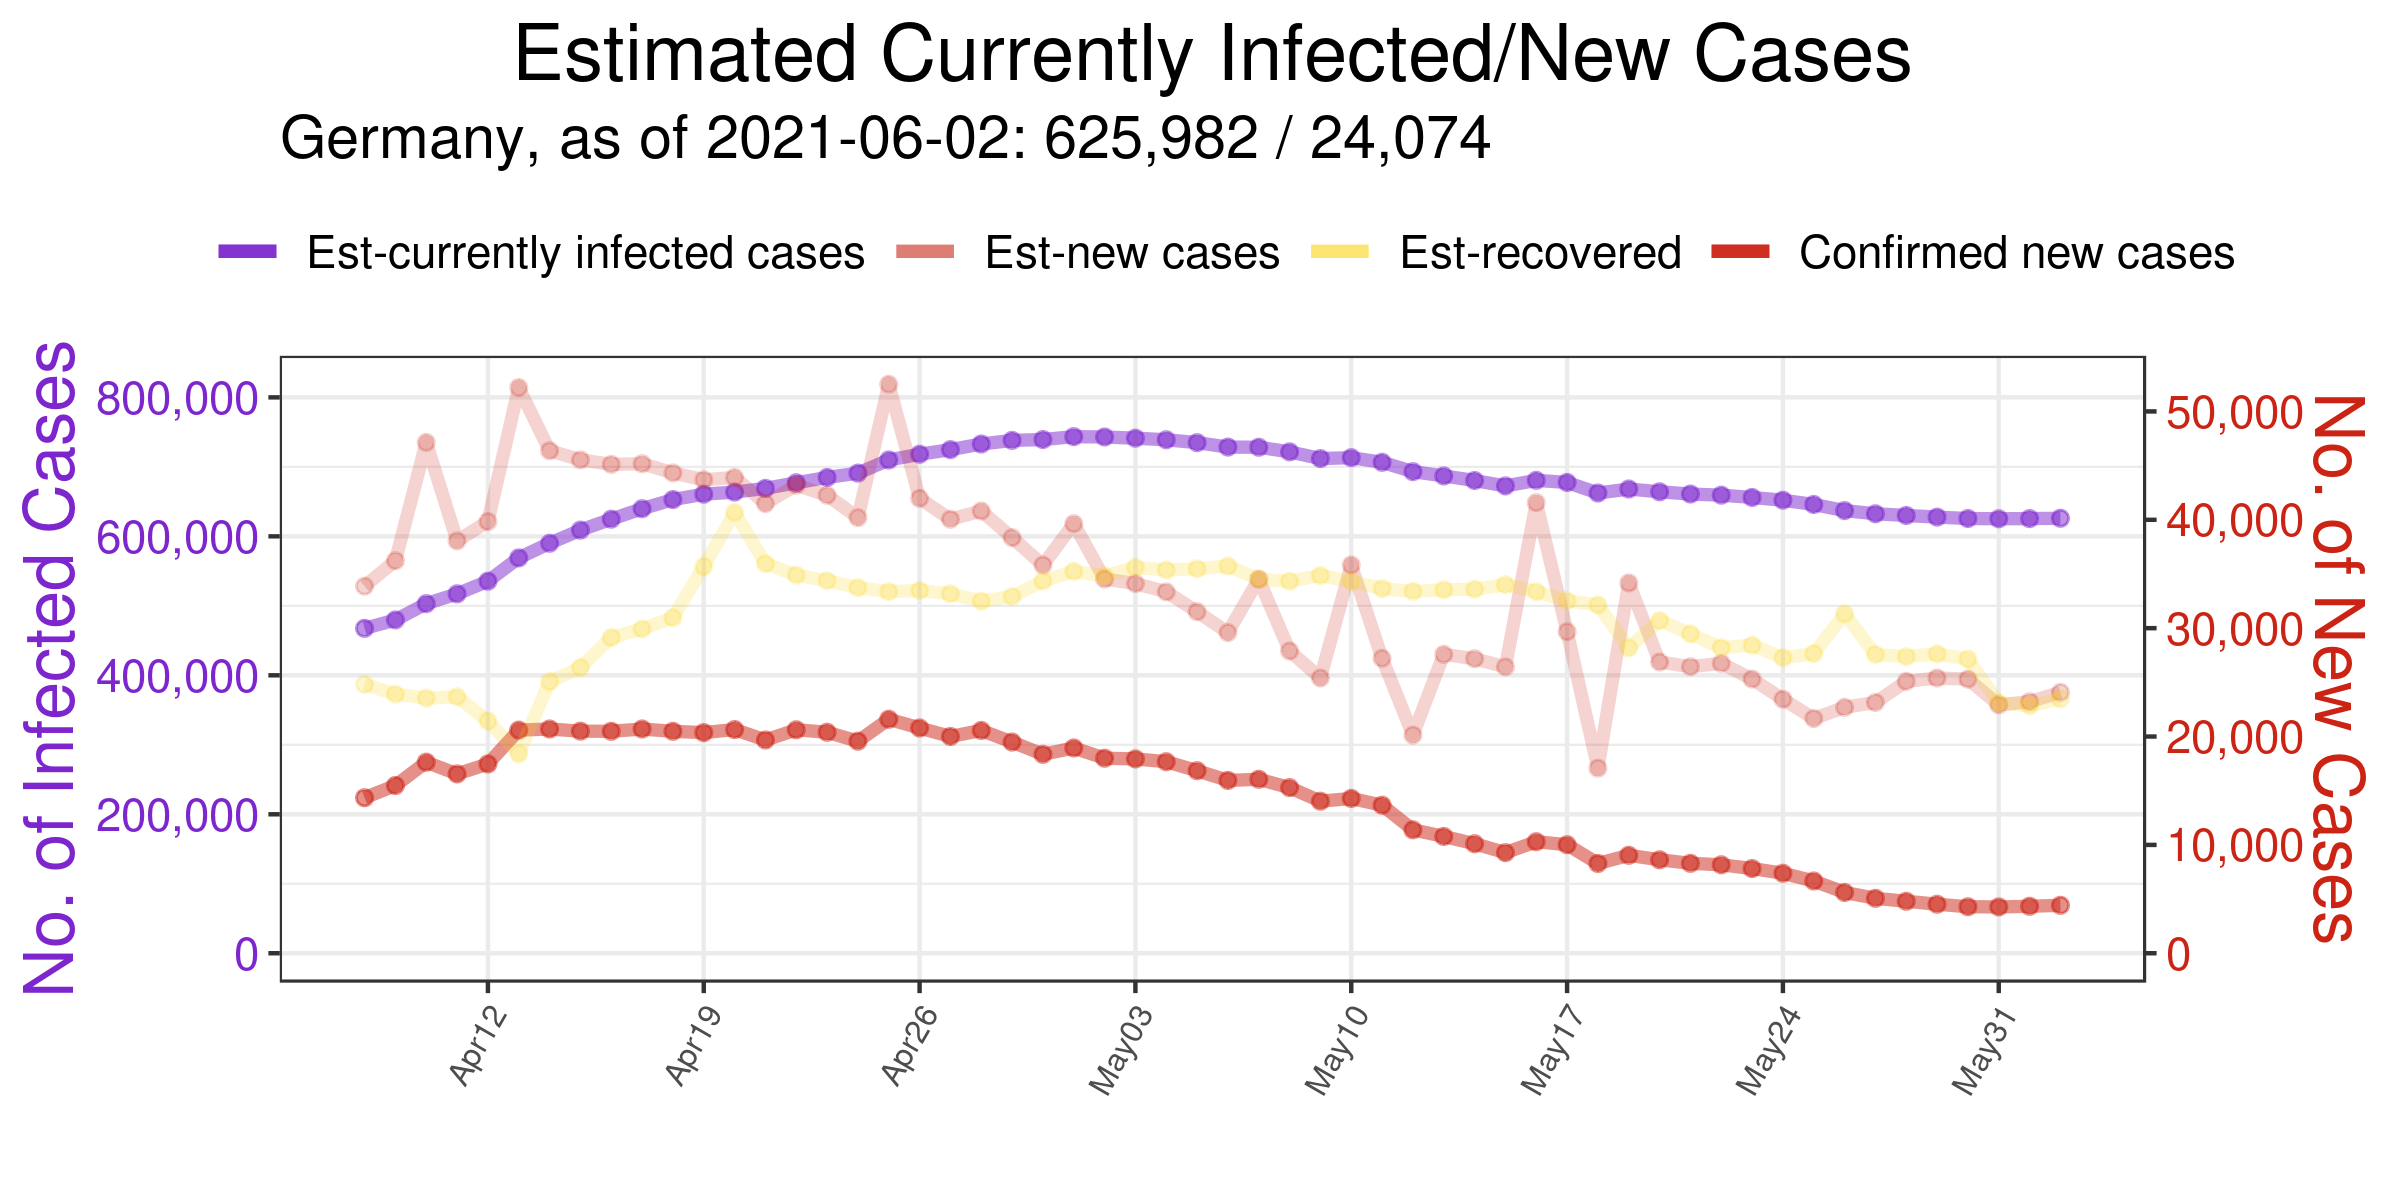 Estimated Currently Infected/New Cases
Germany, as of 2021-06-02: 625,982 / 24,074
Est-currently infected cases Est-new cases Est-recovered Confirmed new cases
No. of Infected Cases
800,000
600,000
400,000
200,000
0
50,000
40,000
30,000
20,000
10,000
0
No. of New Cases
Apr12 Apr19 Apr26 May03 May10 May17 May24 May31